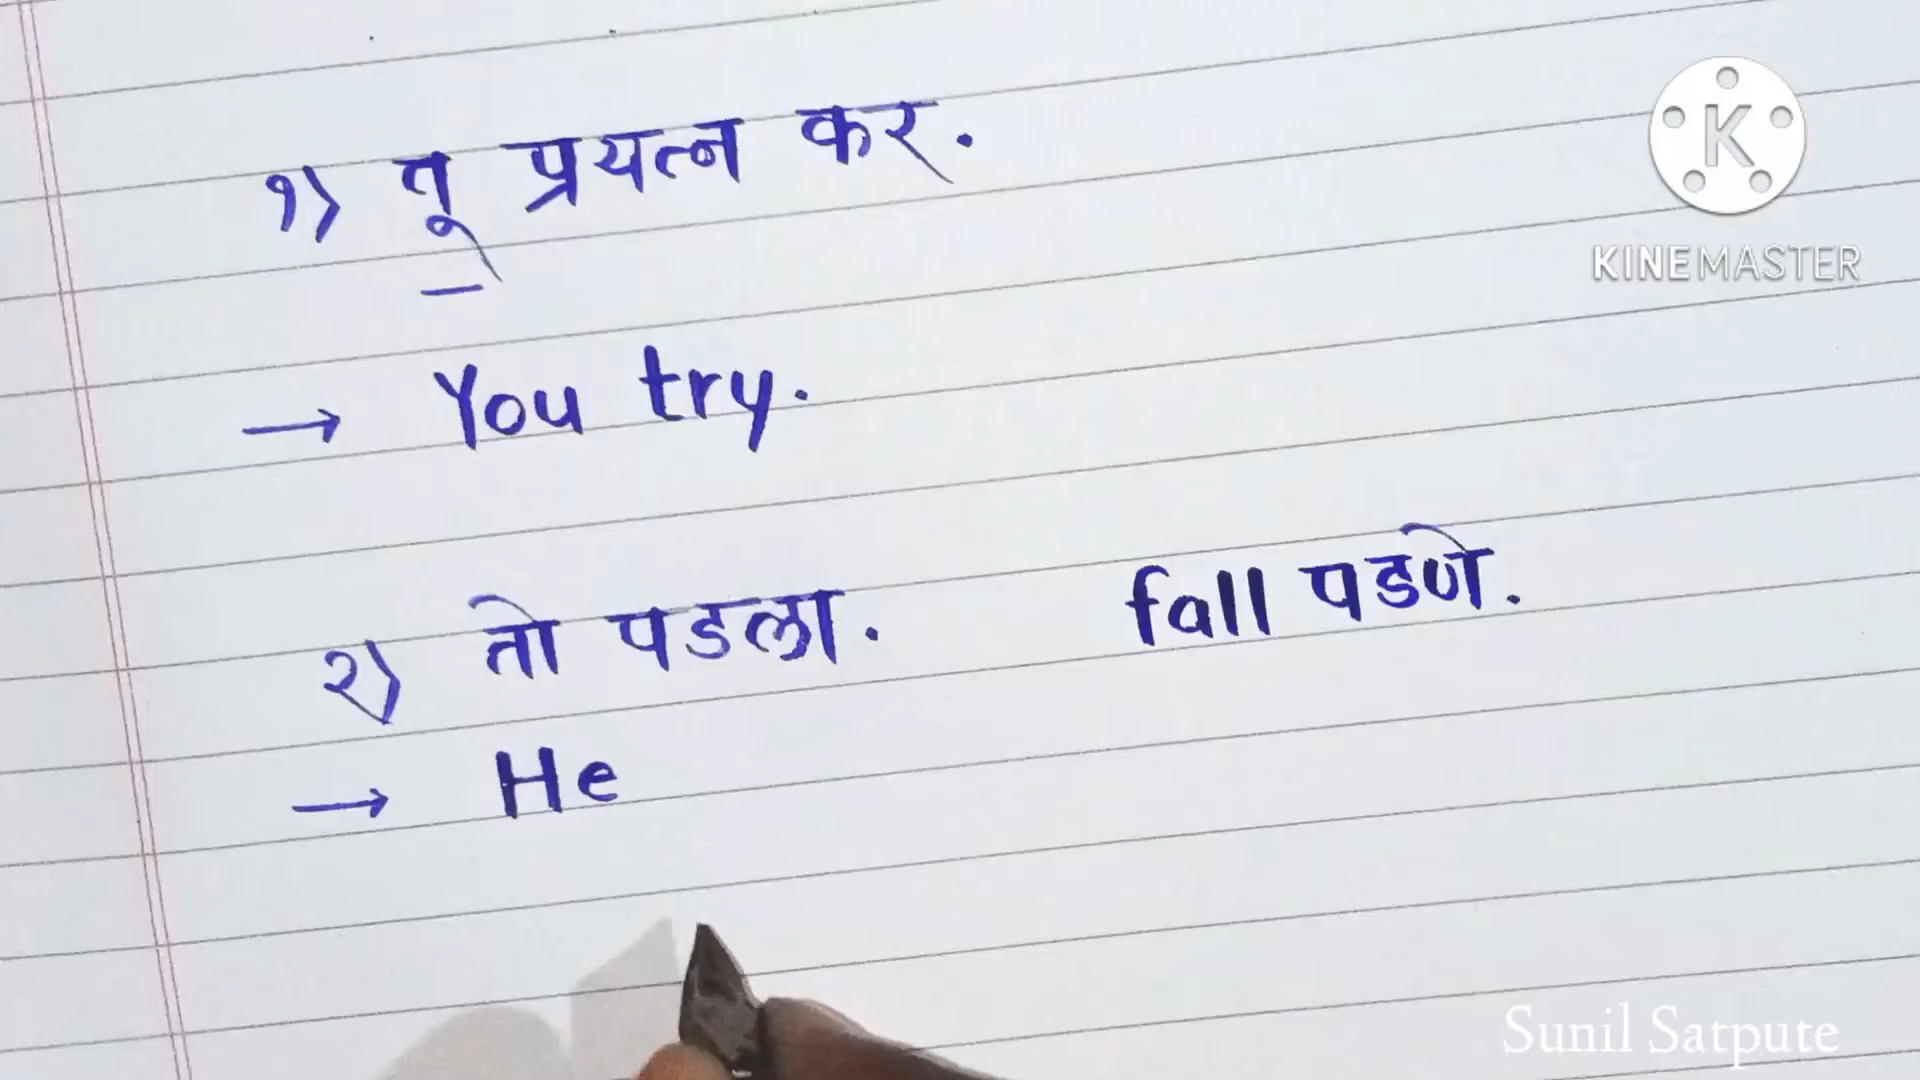 १) तू प्रयत्न कर.
→ You try.
२) तो पडला. fall पडणे.
→ He
K
KINEMASTER
Sunil Satpute